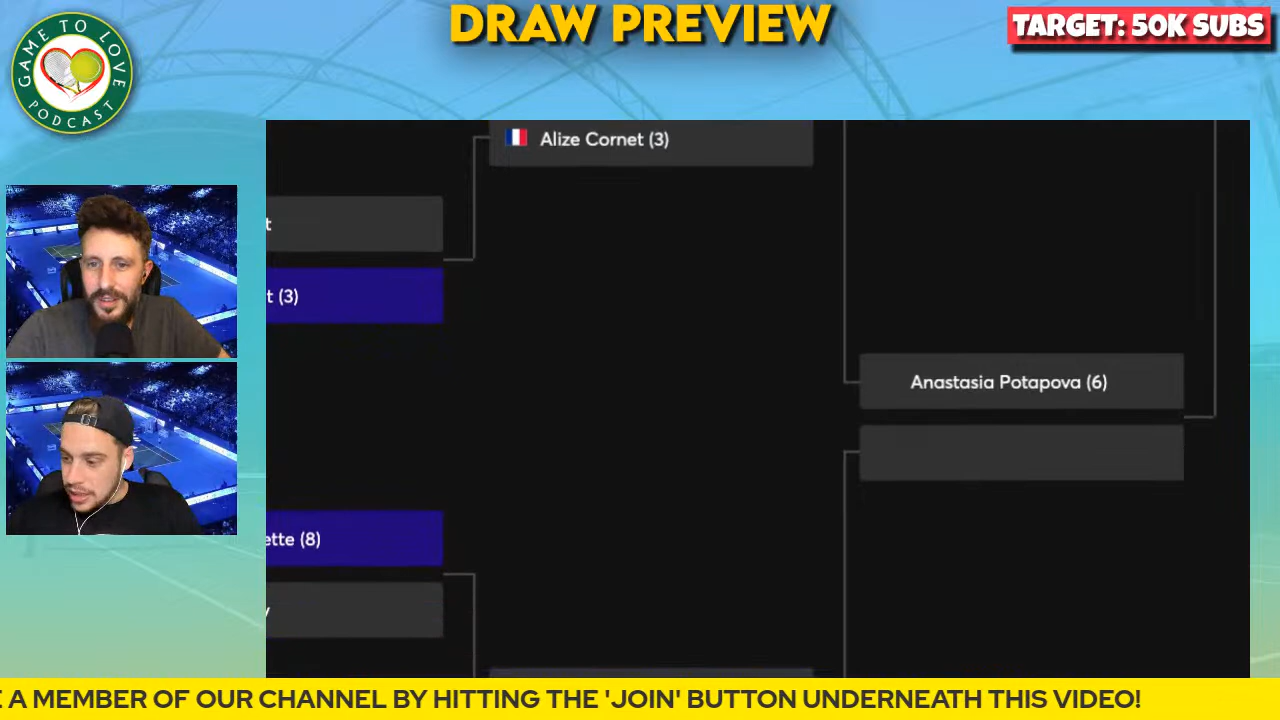 DRAW PREVIEW
TARGET: 50K SUBS
GAME TO LOVE
PODCAST
Alize Cornet (3)
t
t (3)
Anastasia Potapova (6)
ette (8)
A MEMBER OF OUR CHANNEL BY HITTING THE 'JOIN' BUTTON UNDERNEATH THIS VIDEO!